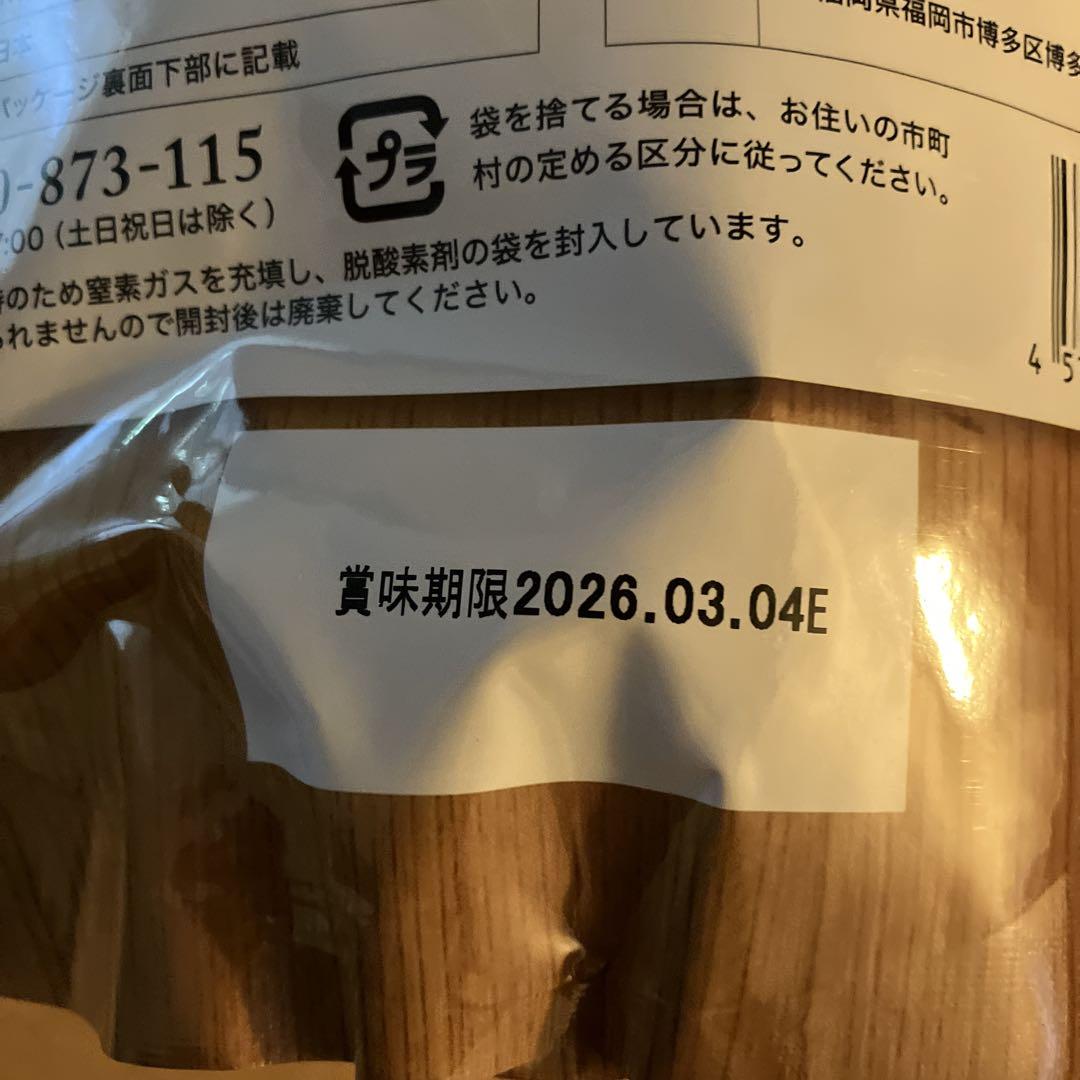 日本
パッケージ裏面下部に記載
福岡県福岡市博多区博多
-873-115
:00 (土日祝日は除く)
プラ
袋を捨てる場合は、お住いの市町
村の定める区分に従ってください。
のため窒素ガスを充填し、脱酸素剤の袋を封入しています。
れませんので開封後は廃棄してください。
4 5
賞味期限2026.03.04E